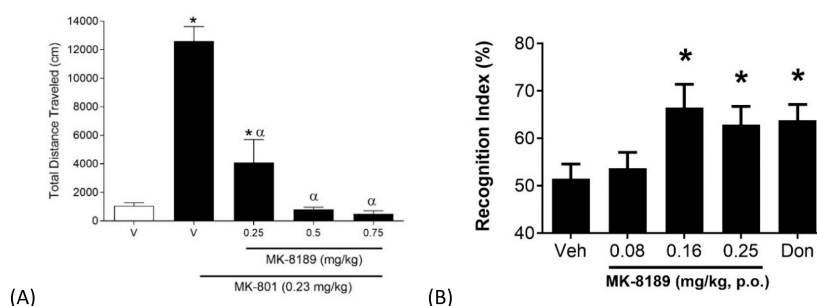 14000
12000
10000
8000
6000
4000
2000
0
Total Distance Traveled (cm)
*
* α
α
α
V
V
0.25
0.5
0.75
MK-8189 (mg/kg)
MK-801 (0.23 mg/kg)
(A)
80
70
60
50
40
Recognition Index (%)
*
*
*
Veh
0.08
0.16
0.25
Don
MK-8189 (mg/kg, p.o.)
(B)